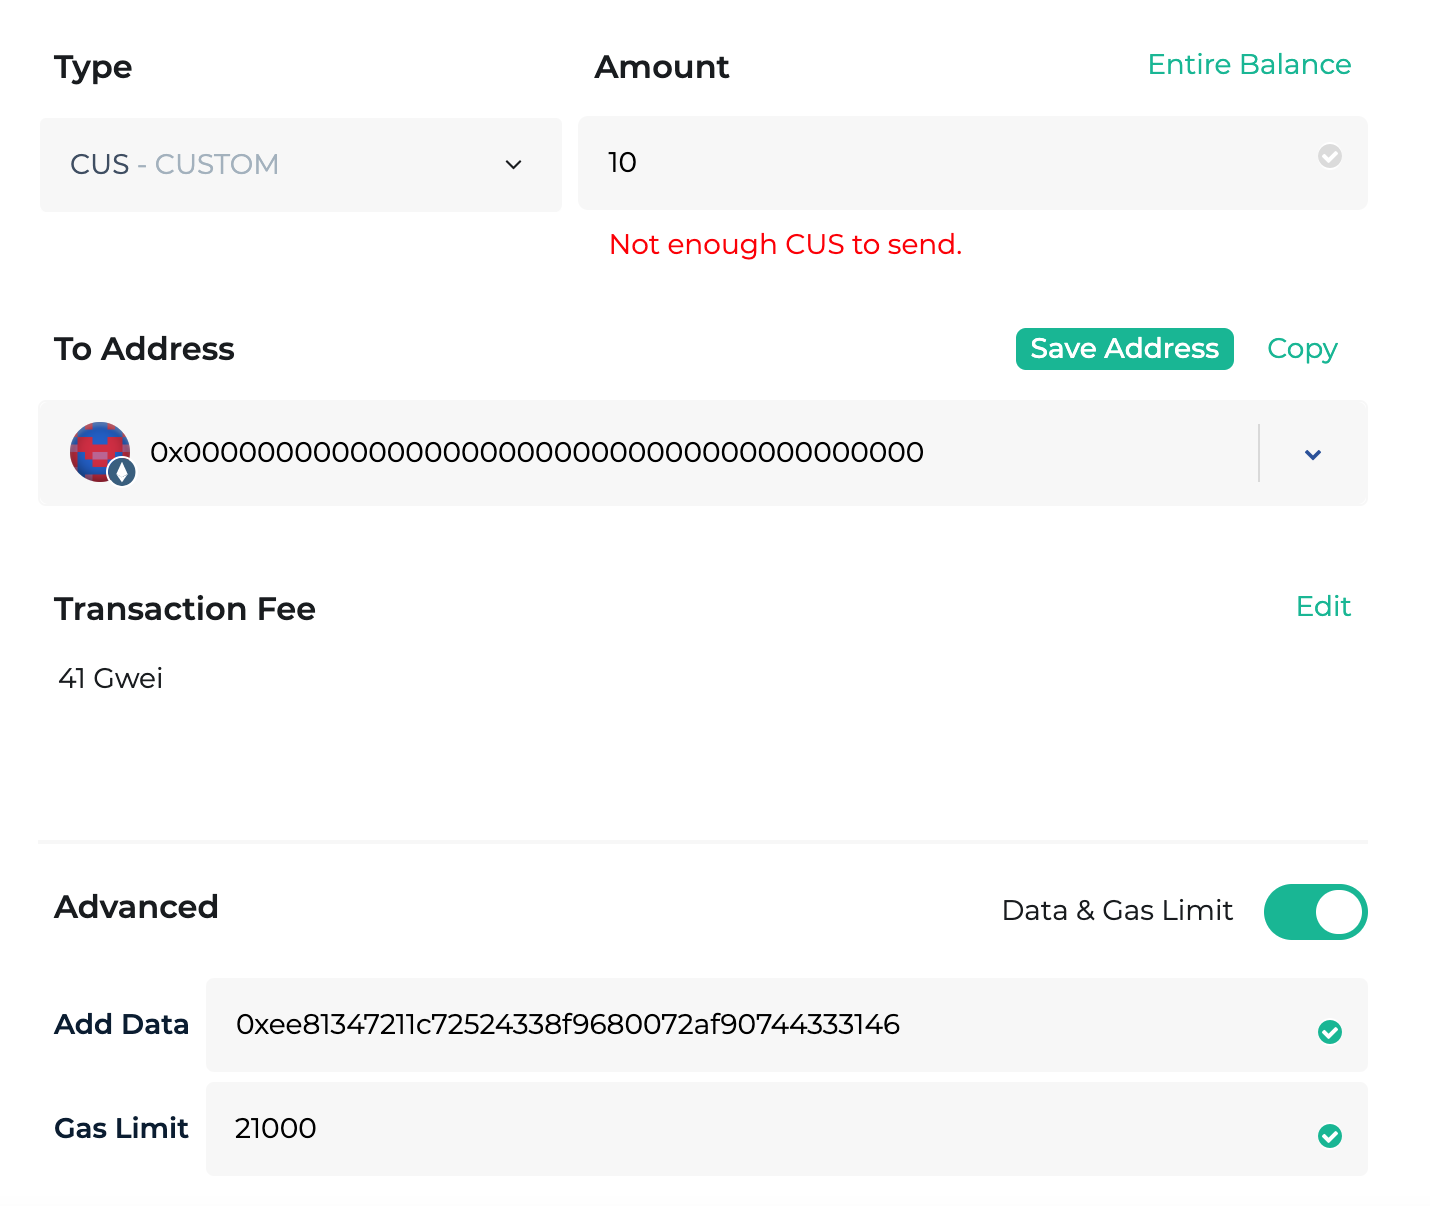 Type
Amount
Entire Balance
CUS - CUSTOM
10
Not enough CUS to send.
To Address
Save Address
Copy
0x0000000000000000000000000000000000000000
Transaction Fee
Edit
41 Gwei
Advanced
Data & Gas Limit
Add Data
0xee81347211c72524338f9680072af90744333146
Gas Limit
21000